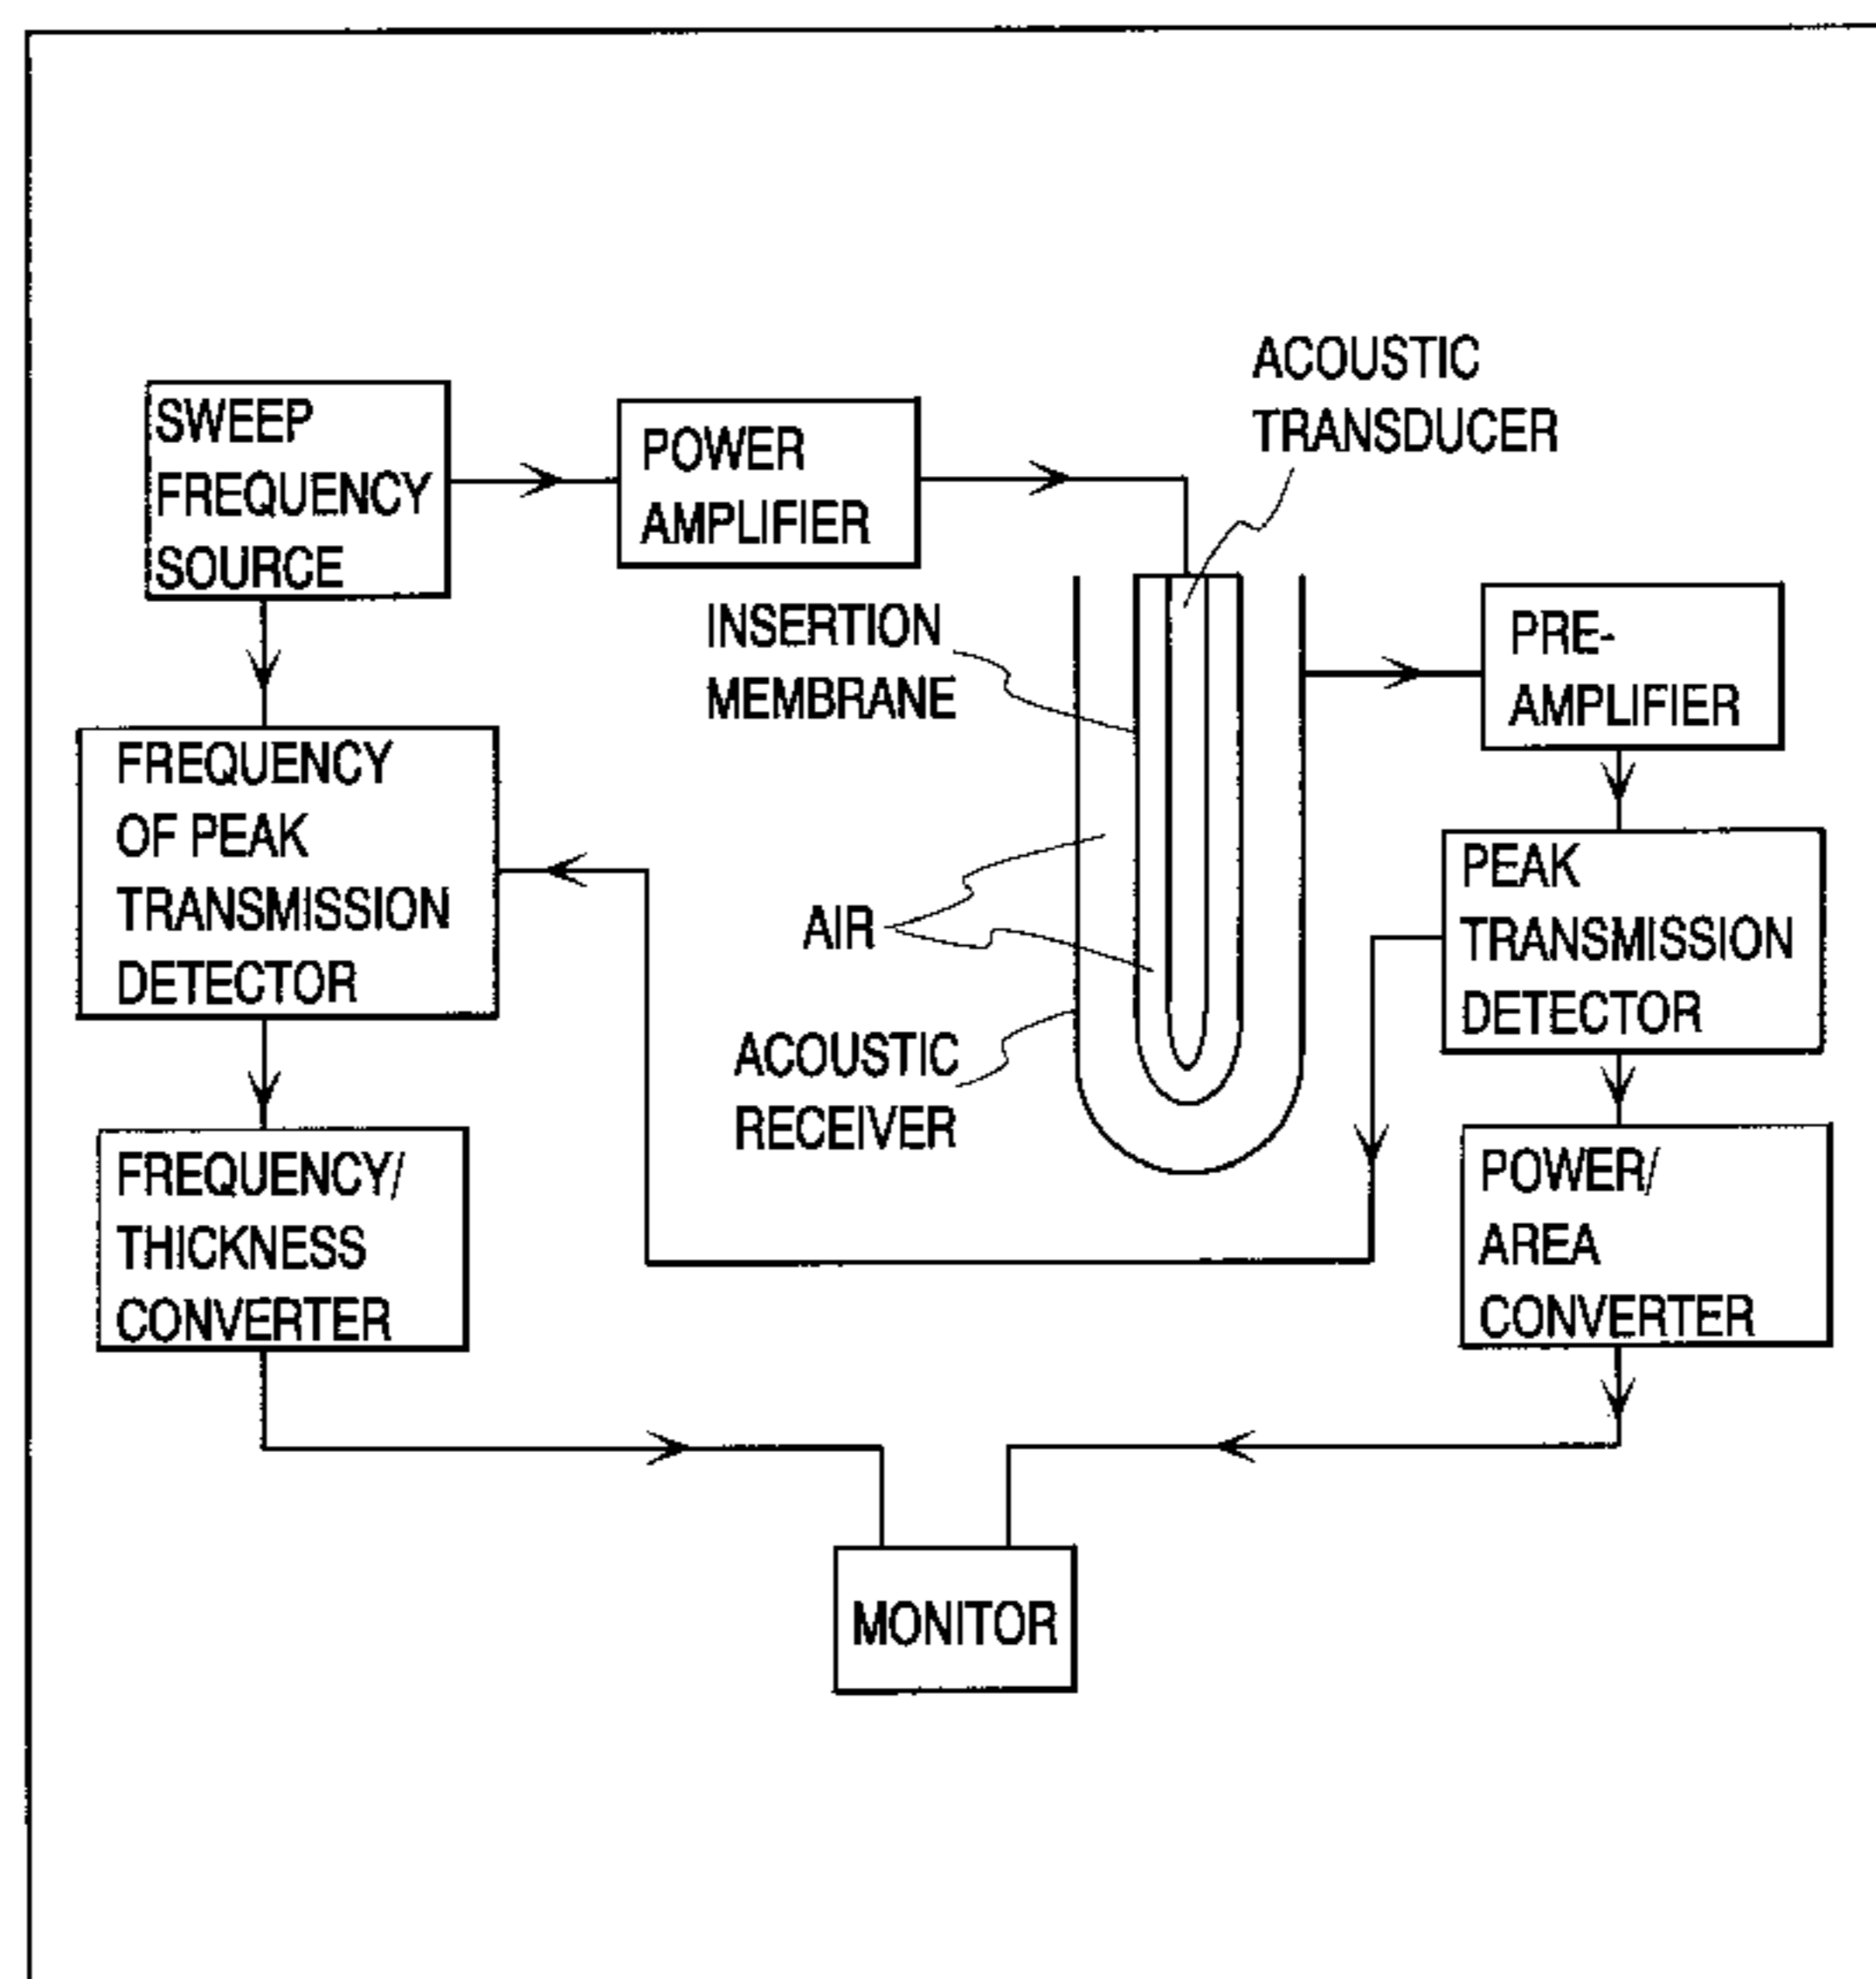 ACOUSTIC
TRANSDUCER
SWEEP
FREQUENCY
SOURCE
POWER
AMPLIFIER
INSERTION
MEMBRANE
PRE-
AMPLIFIER
FREQUENCY
OF PEAK
TRANSMISSION
DETECTOR
AIR
PEAK
TRANSMISSION
DETECTOR
ACOUSTIC
RECEIVER
FREQUENCY/
THICKNESS
CONVERTER
POWER/
AREA
CONVERTER
MONITOR